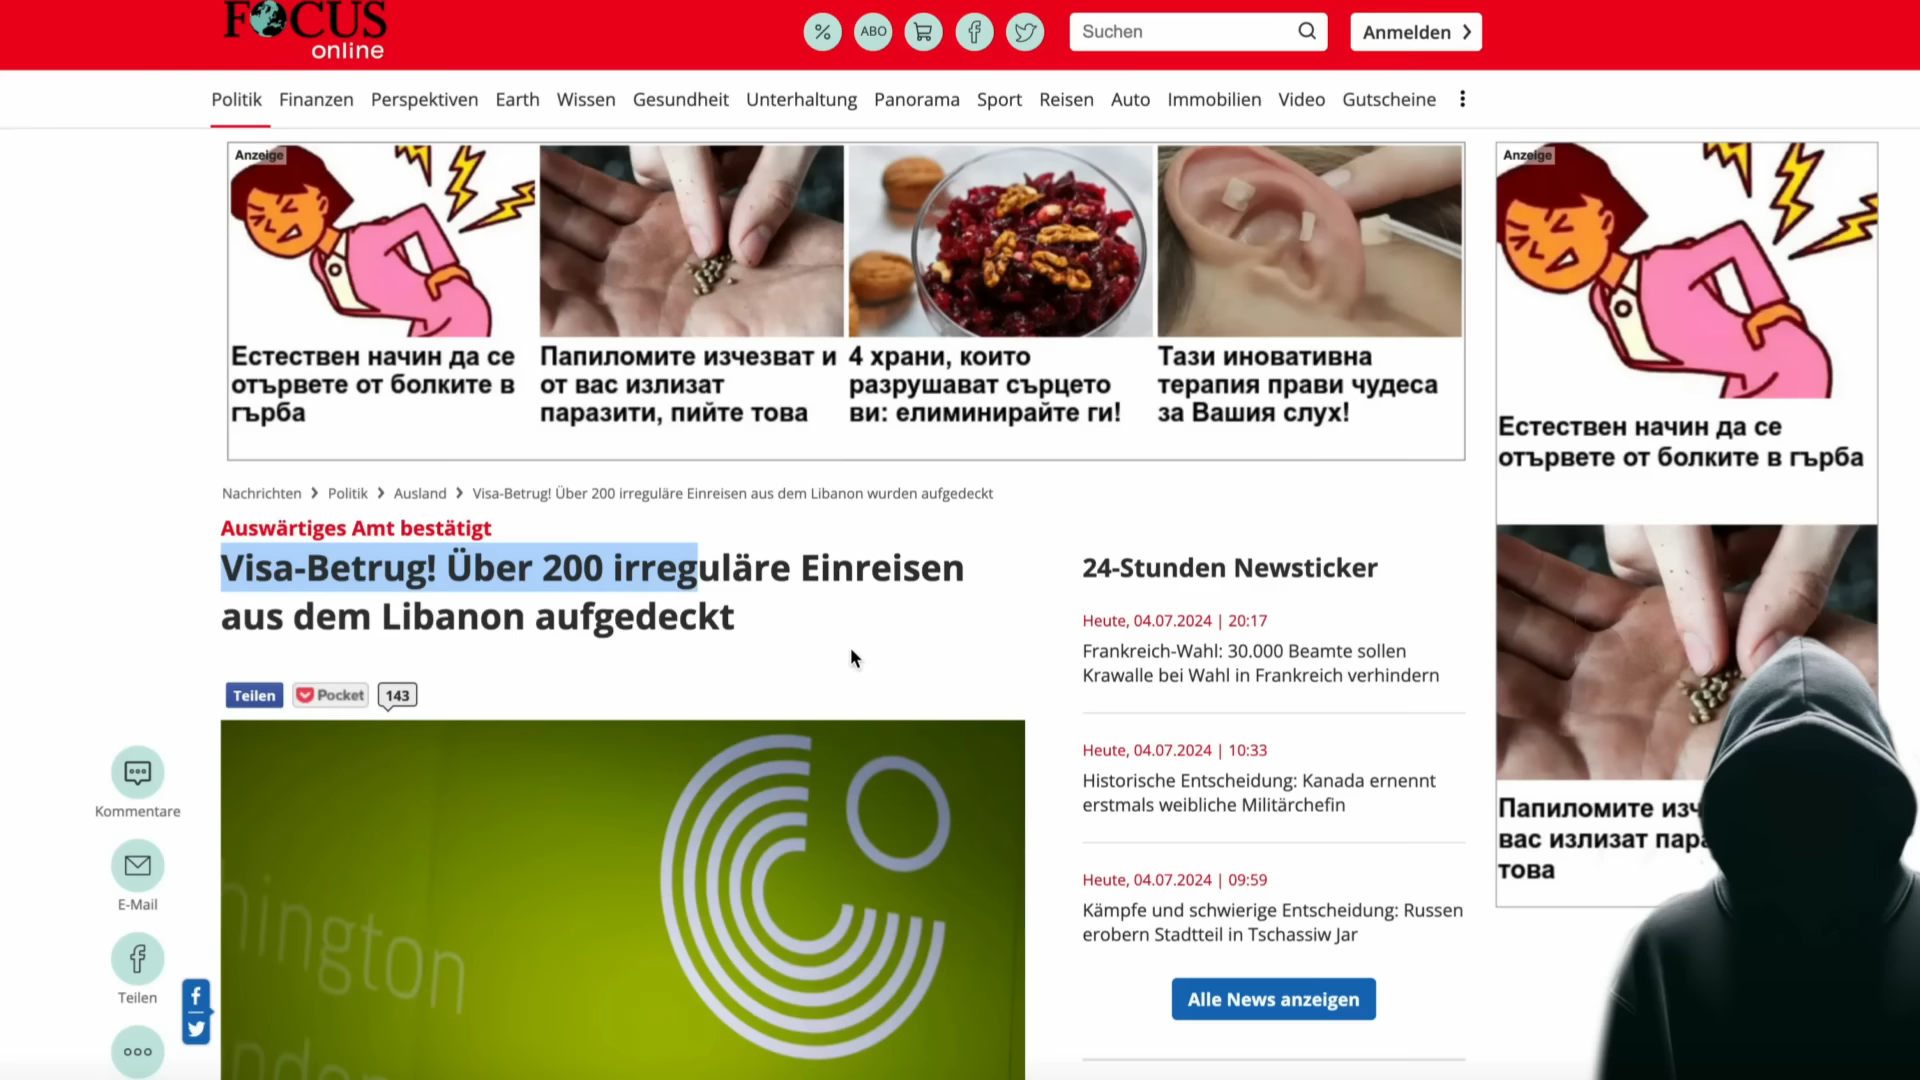 FOCUS
online
%
ABO
Suchen
Anmelden
Politik Finanzen Perspektiven Earth Wissen Gesundheit Unterhaltung Panorama Sport Reisen Auto Immobilien Video Gutscheine
Anzeige
Естествен начин да се
отървете от болките в
гърба
Папиломите изчезват и
от вас излизат
паразити, пийте това
4 храни, които
разрушават сърцето
ви: елиминирайте ги!
Тази иновативна
терапия прави чудеса
за Вашия слух!
Anzeige
Естествен начин да се
отървете от болките в гърба
Папиломите изч
вас излизат пара
това
Nachrichten Politik Ausland Visa-Betrug! Über 200 irreguläre Einreisen aus dem Libanon wurden aufgedeckt
Auswärtiges Amt bestätigt
Visa-Betrug! Über 200 irreguläre Einreisen
aus dem Libanon aufgedeckt
Teilen Pocket 143
Kommentare
E-Mail
Teilen
hington
24-Stunden Newsticker
Heute, 04.07.2024 | 20:17
Frankreich-Wahl: 30.000 Beamte sollen
Krawalle bei Wahl in Frankreich verhindern
Heute, 04.07.2024 | 10:33
Historische Entscheidung: Kanada ernennt
erstmals weibliche Militärchefin
Heute, 04.07.2024 | 09:59
Kämpfe und schwierige Entscheidung: Russen
erobern Stadtteil in Tschassiw Jar
Alle News anzeigen